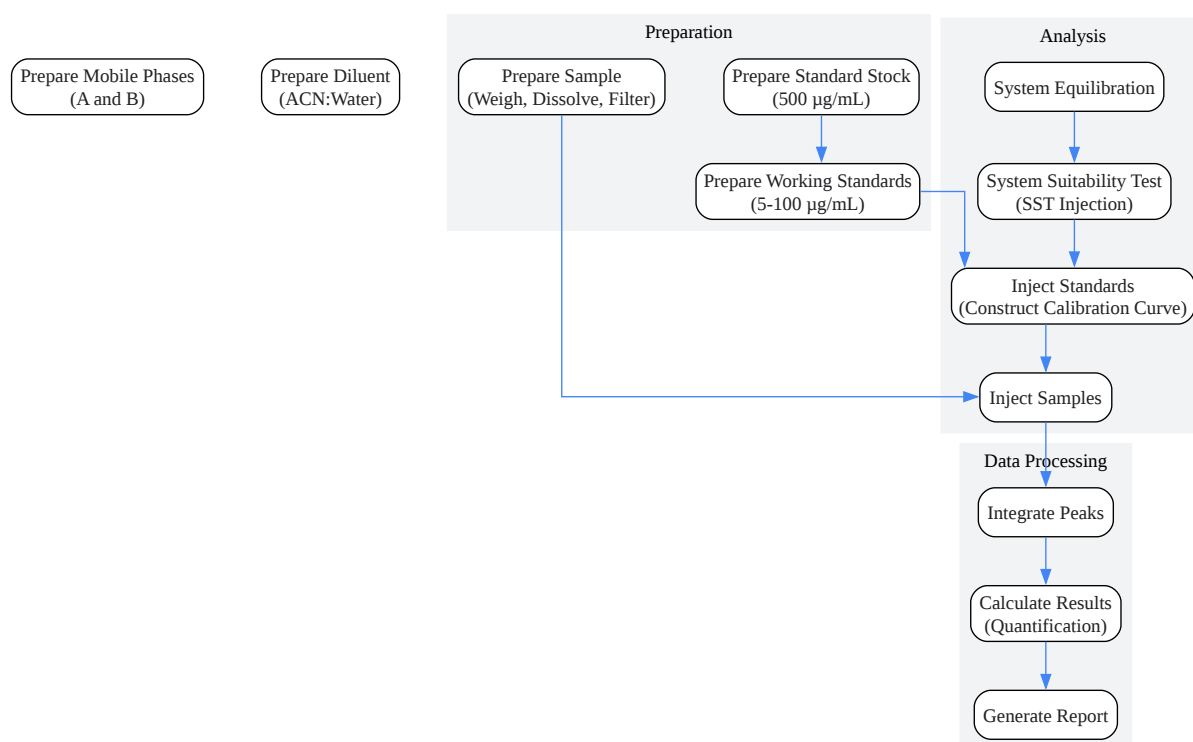 Preparation
Analysis
Prepare Mobile Phases
(A and B)
Prepare Diluent
(ACN:Water)
Prepare Sample
(Weigh, Dissolve, Filter)
Prepare Standard Stock
(500 µg/mL)
System Equilibration
Prepare Working Standards
(5-100 µg/mL)
System Suitability Test
(SST Injection)
Inject Standards
(Construct Calibration Curve)
Inject Samples
Data Processing
Integrate Peaks
Calculate Results
(Quantification)
Generate Report